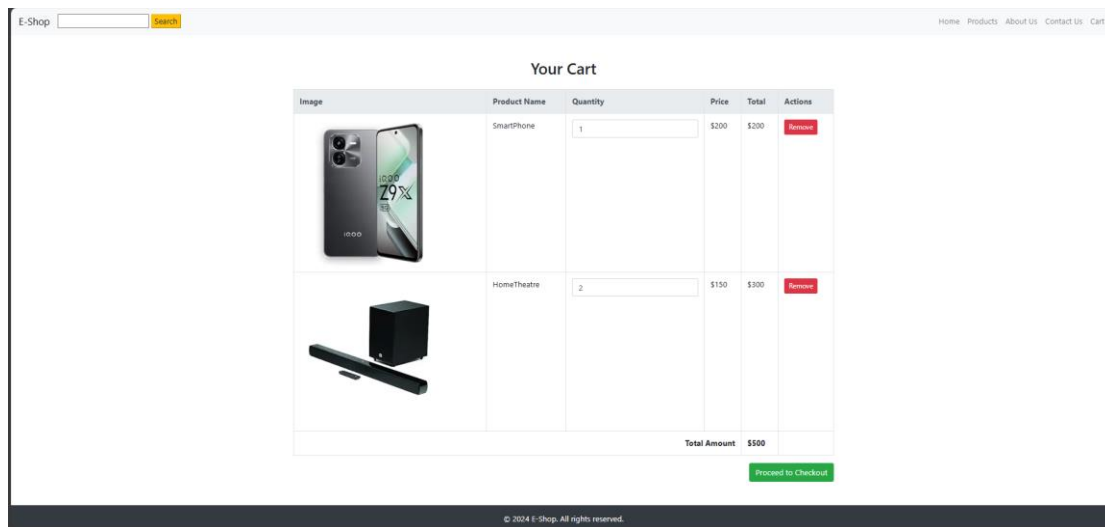 E-Shop Search Home Products About Us Contact Us Cart
Your Cart
Image Product Name Quantity Price Total Actions
SmartPhone 1 $200 $200 Remove
iQOO
Z9X
iQOO
HomeTheatre 2 $150 $300 Remove
Total Amount $500
Proceed to Checkout
© 2024 E-Shop. All rights reserved.